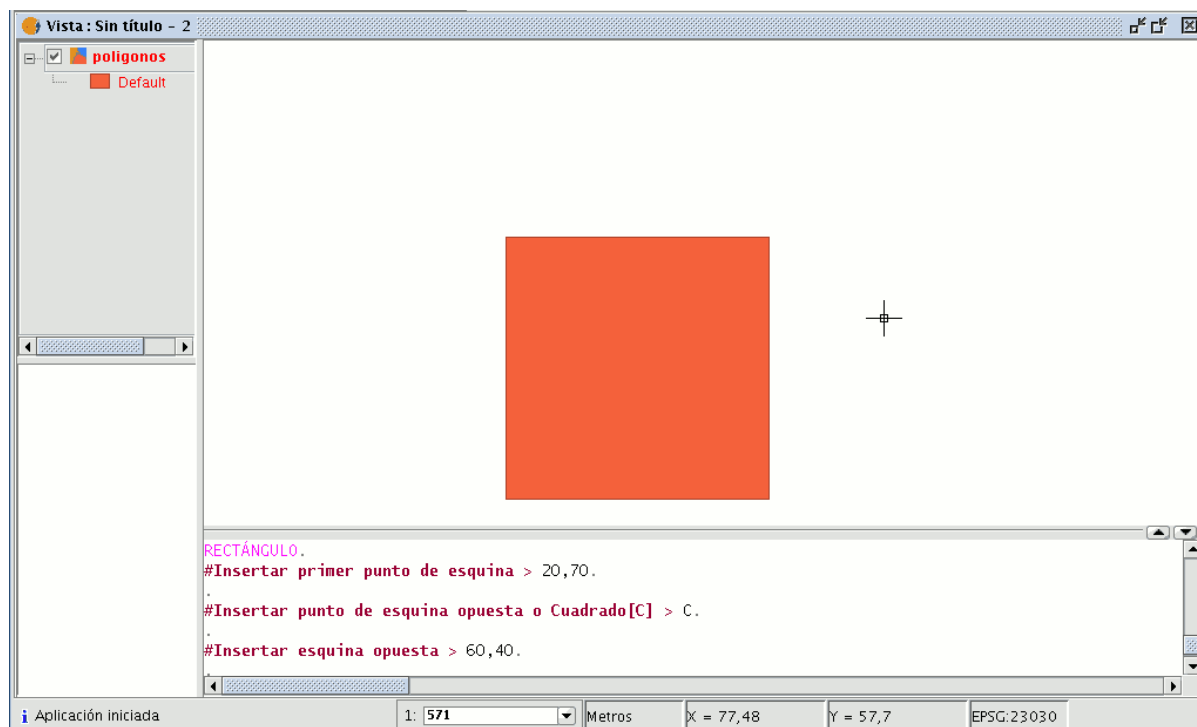 Vista : Sin título - 2
poligonos
Default
RECTÁNGULO.
#Insertar primer punto de esquina > 20,70.
.
#Insertar punto de esquina opuesta o Cuadrado[C] > C.
.
#Insertar esquina opuesta > 60,40.
.
Aplicación iniciada
1: 571
Metros
X = 77,48
Y = 57,7
EPSG:23030